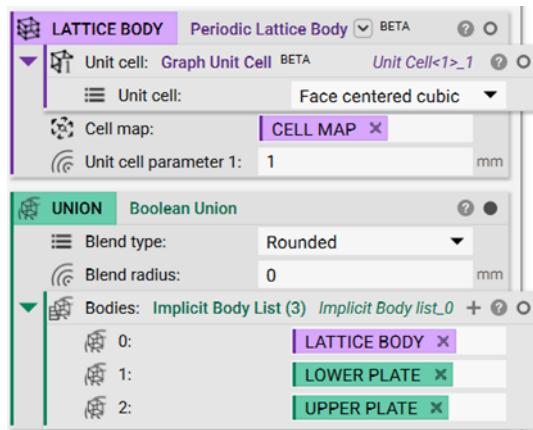 LATTICE BODY Periodic Lattice Body BETA
Unit cell: Graph Unit Cell BETA Unit Cell<1>_1
Unit cell: Face centered cubic
Cell map: CELL MAP
Unit cell parameter 1: 1 mm
UNION Boolean Union
Blend type: Rounded
Blend radius: 0 mm
Bodies: Implicit Body List (3) Implicit Body list_0
0: LATTICE BODY
1: LOWER PLATE
2: UPPER PLATE